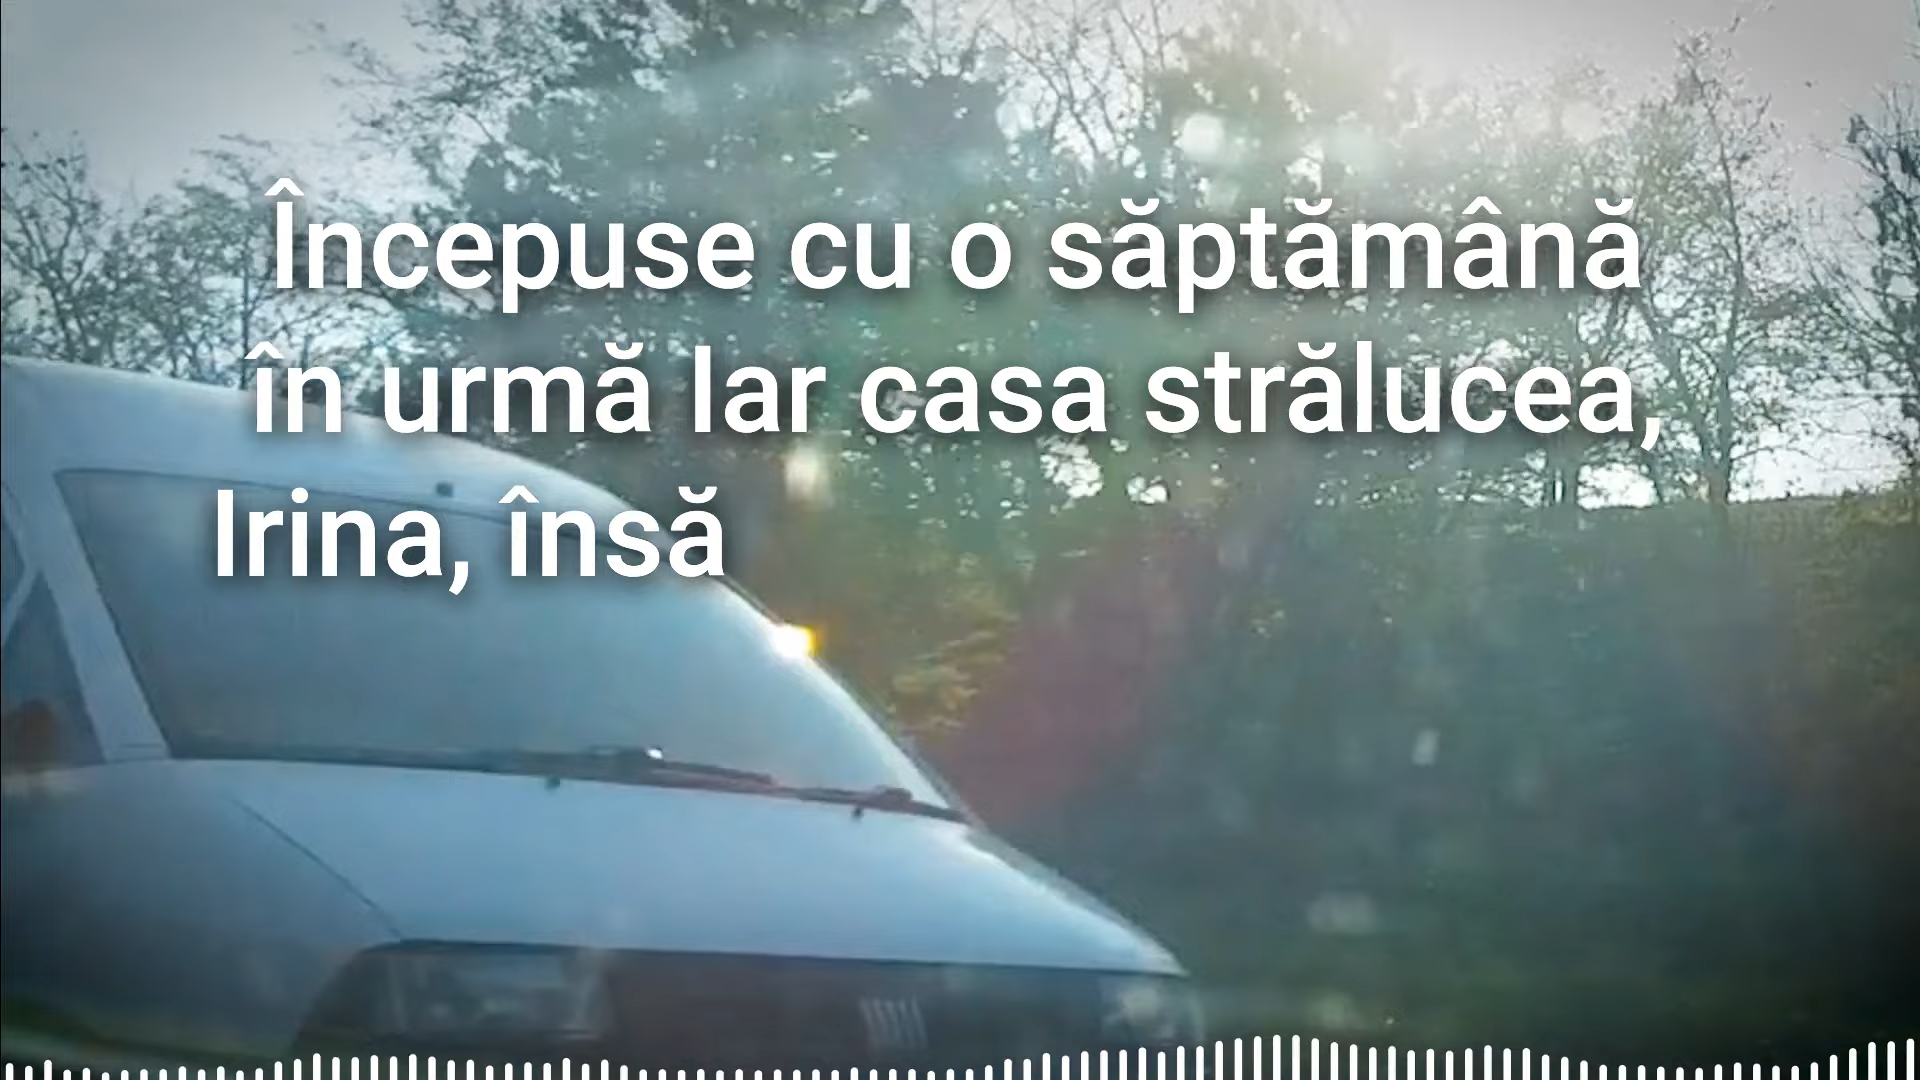 Începuse cu o săptămână
în urmă Iar casa strălucea,
Irina, însă